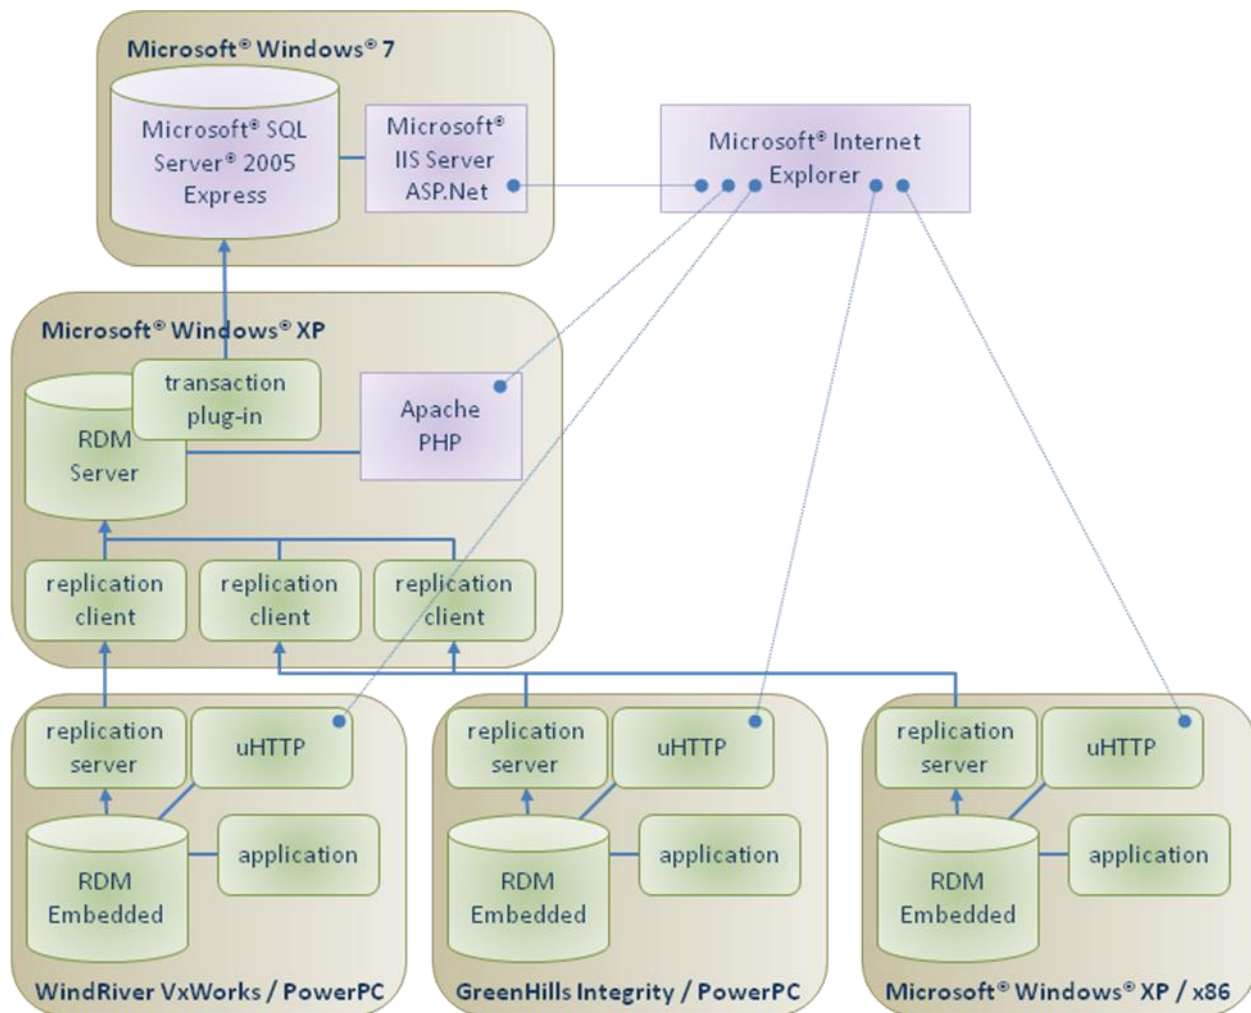 Microsoft® Windows® 7
Microsoft® SQL
Server® 2005
Express
Microsoft®
IIS Server
ASP.Net
Microsoft® Internet
Explorer
Microsoft® Windows® XP
transaction
plug-in
RDM
Server
Apache
PHP
replication
client
replication
client
replication
client
replication
server
uHTTP
RDM
Embedded
application
WindRiver VxWorks / PowerPC
replication
server
uHTTP
RDM
Embedded
application
GreenHills Integrity / PowerPC
replication
server
uHTTP
RDM
Embedded
application
Microsoft® Windows® XP / x86